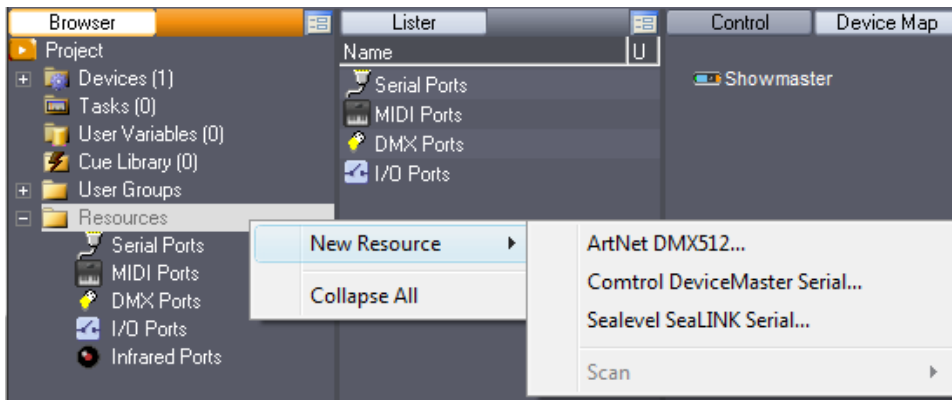 Browser
Project
Devices (1)
Tasks (0)
User Variables (0)
Cue Library (0)
User Groups
Resources
Serial Ports
MIDI Ports
DMX Ports
I/O Ports
Infrared Ports
Lister
Name U
Serial Ports
MIDI Ports
DMX Ports
I/O Ports
Control Device Map
Showmaster
New Resource
Collapse All
ArtNet DMX512...
Comtrol DeviceMaster Serial...
Sealevel SeaLINK Serial...
Scan